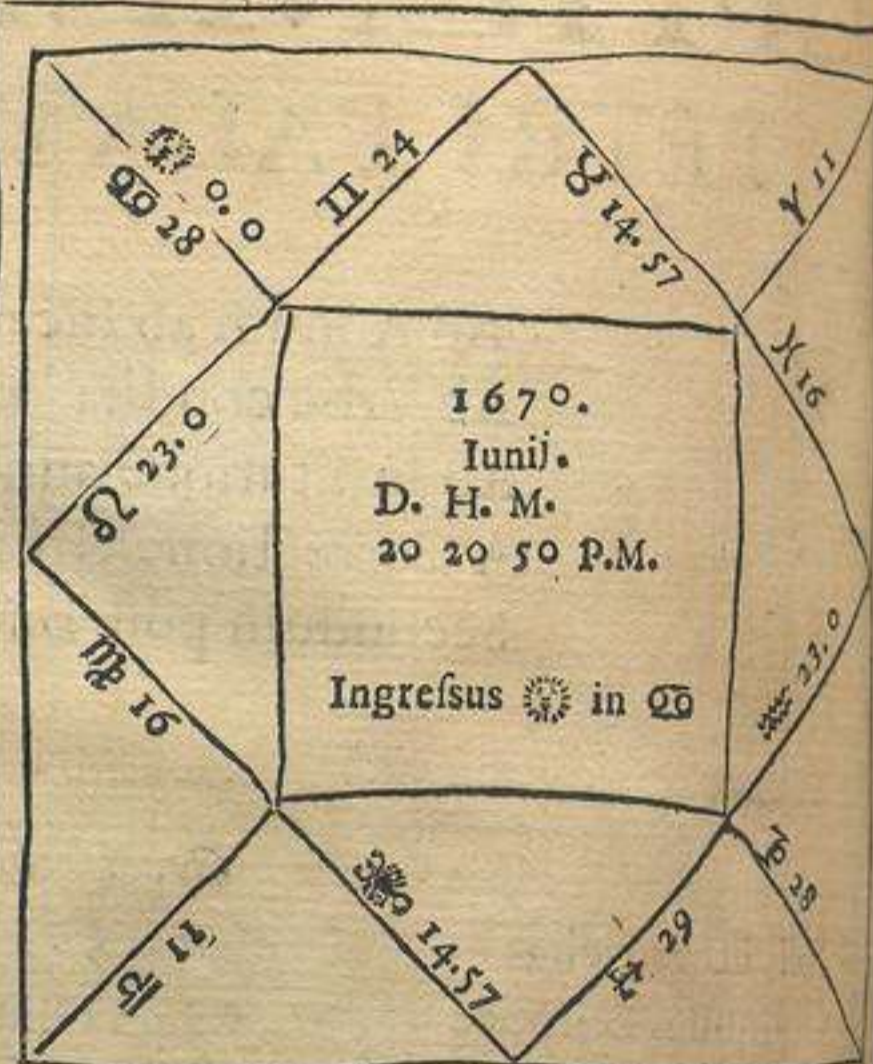 ☉ 0. 0
♋ 28
♊ 24
♉ 14. 57
♈ 11
♓ 16
♌ 23. 0
1670.
Iunij.
D. H. M.
20 20 50 P.M.
Ingreſsus ☉ in ♋
♒ 23. 0
♍ 16
♑ 28
♎ 11
♏ 14.57
♐ 29